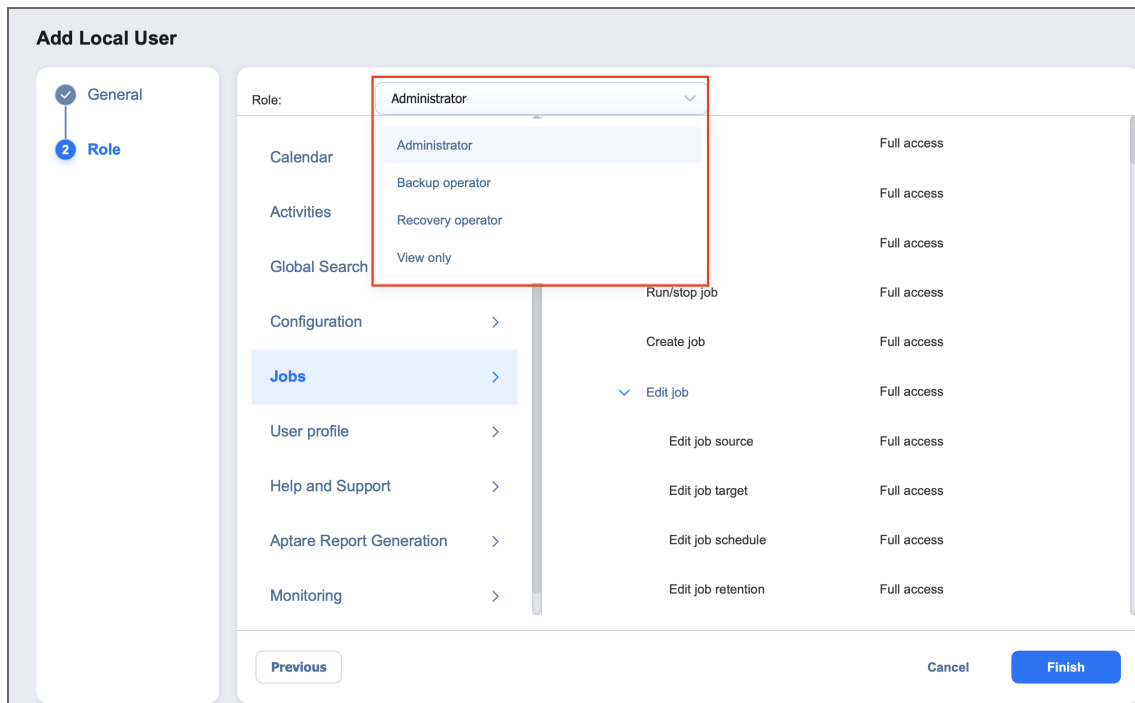 Add Local User
General
2 Role
Role:
Administrator
Administrator
Backup operator
Recovery operator
View only
Calendar
Activities
Global Search
Configuration
Jobs
User profile
Help and Support
Aptare Report Generation
Monitoring
Full access
Full access
Full access
Run/stop job Full access
Create job Full access
Edit job Full access
Edit job source Full access
Edit job target Full access
Edit job schedule Full access
Edit job retention Full access
Previous
Cancel
Finish